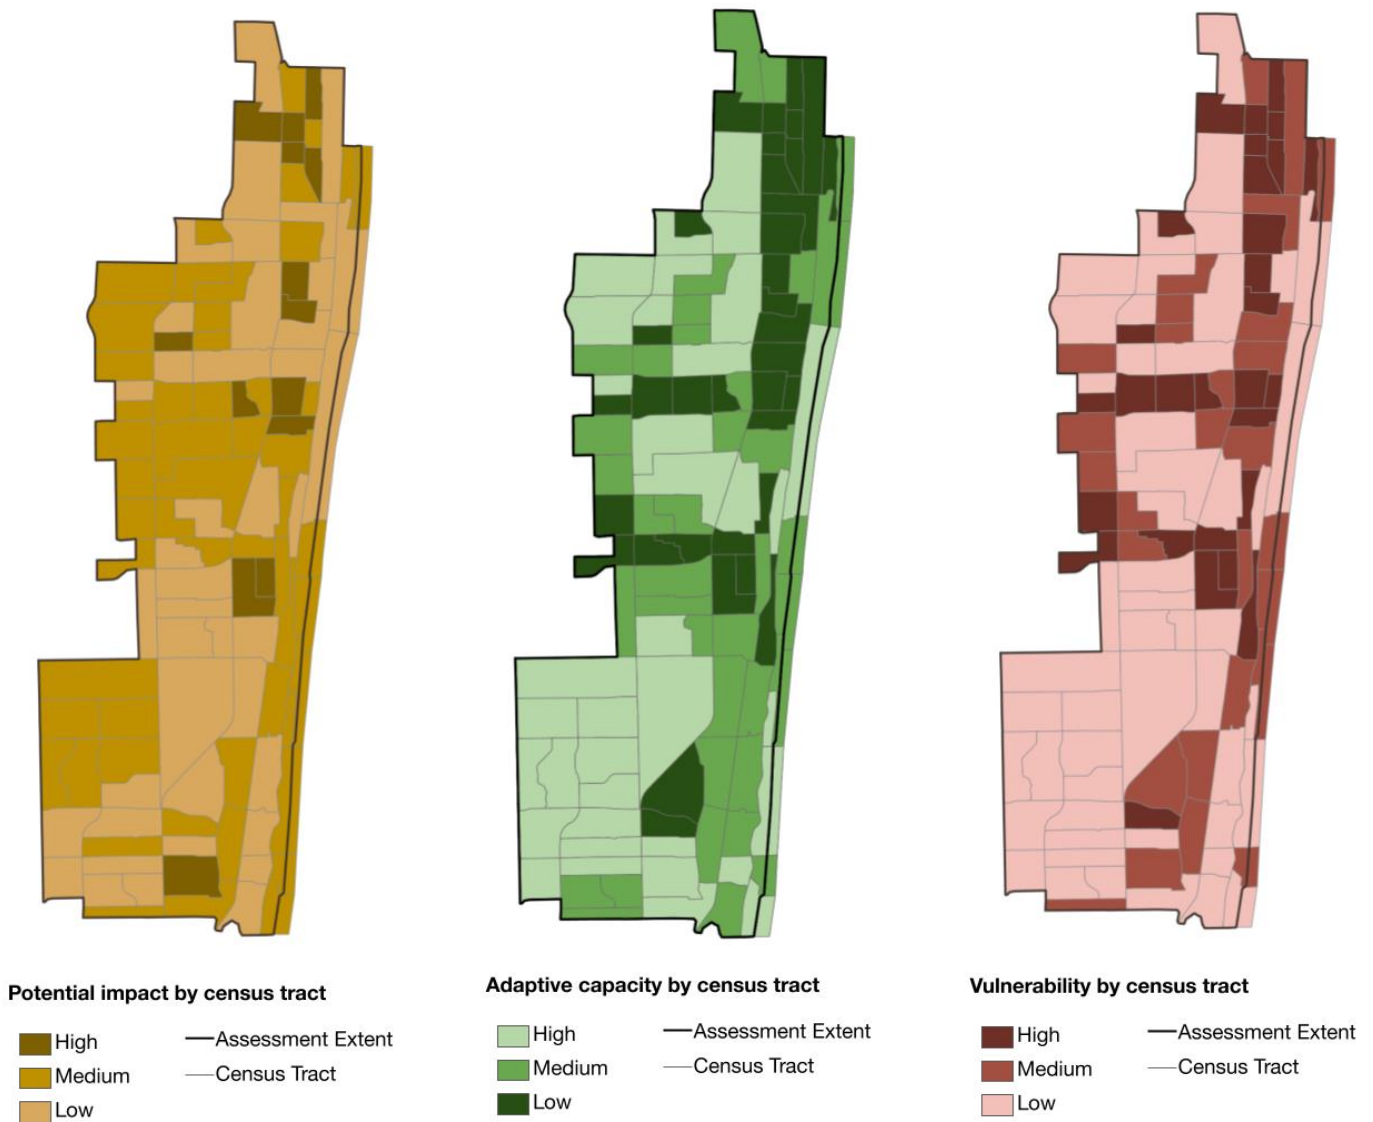 Potential impact by census tract
High
Medium
Low
Assessment Extent
Census Tract
Adaptive capacity by census tract
High
Medium
Low
Assessment Extent
Census Tract
Vulnerability by census tract
High
Medium
Low
Assessment Extent
Census Tract